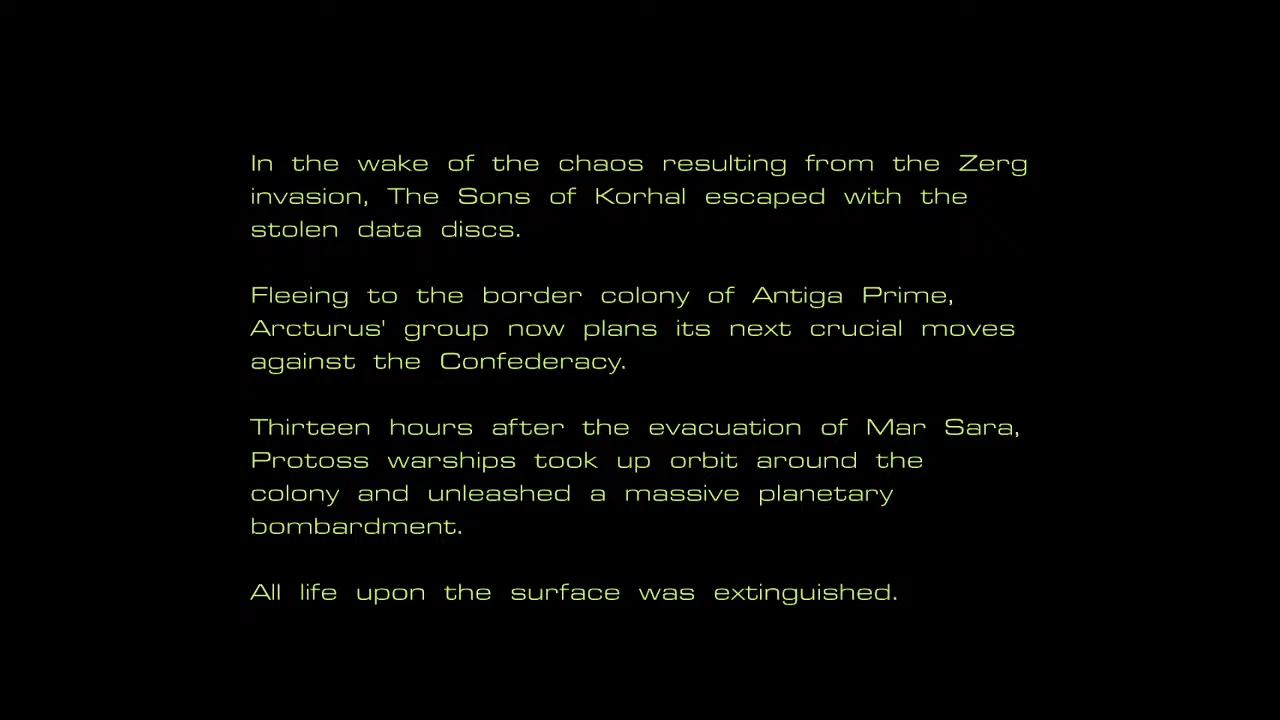 In the wake of the chaos resulting from the Zerg
invasion, The Sons of Korhal escaped with the
stolen data discs.
Fleeing to the border colony of Antiga Prime,
Arcturus' group now plans its next crucial moves
against the Confederacy.
Thirteen hours after the evacuation of Mar Sara,
Protoss warships took up orbit around the
colony and unleashed a massive planetary
bombardment.
All life upon the surface was extinguished.